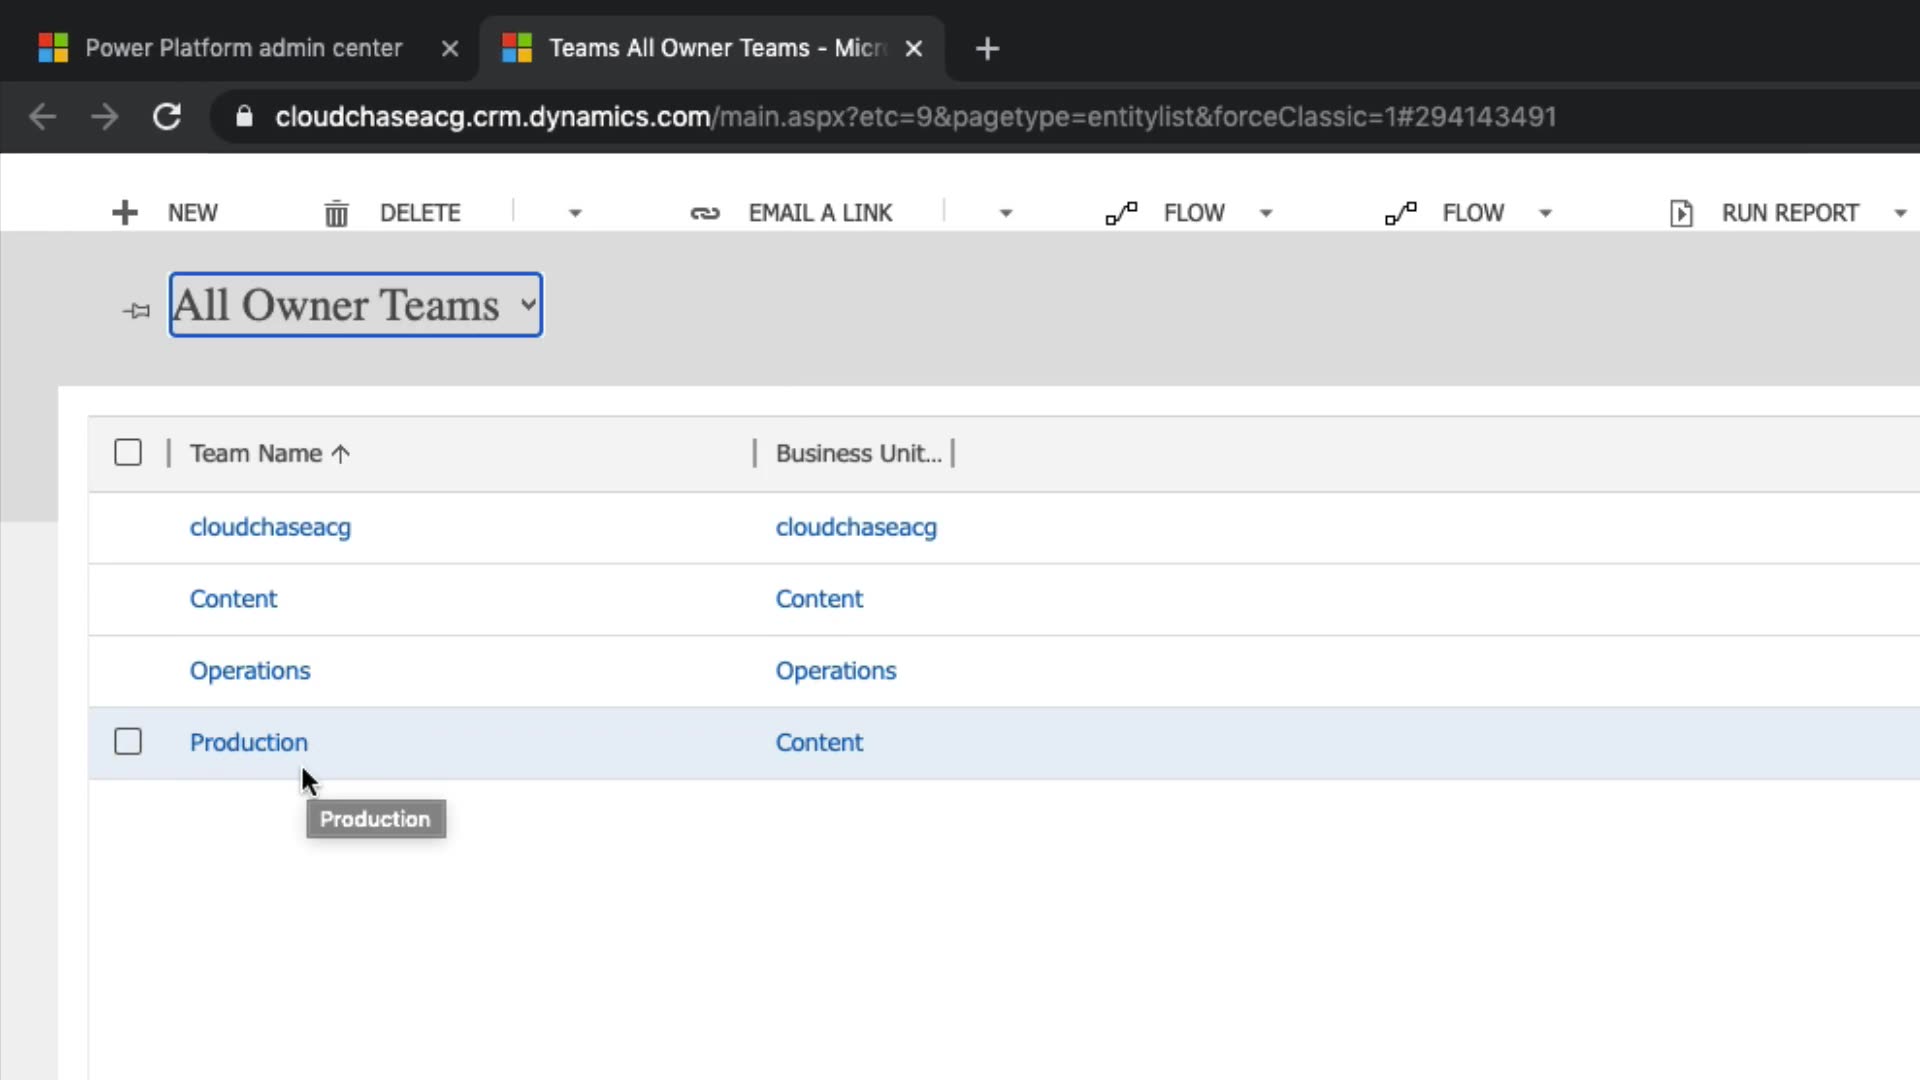 Power Platform admin center
Teams All Owner Teams - Micr
cloudchaseacg.crm.dynamics.com/main.aspx?etc=9&pagetype=entitylist&forceClassic=1#294143491
NEW DELETE EMAIL A LINK FLOW FLOW RUN REPORT
All Owner Teams
Team Name Business Unit...
cloudchaseacg cloudchaseacg
Content Content
Operations Operations
Production Content
Production